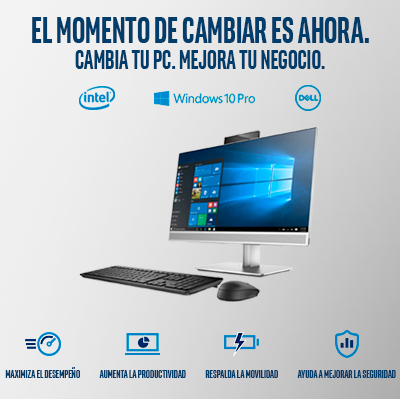 EL MOMENTO DE CAMBIAR ES AHORA.
CAMBIA TU PC. MEJORA TU NEGOCIO.
intel Windows 10 Pro DELL
MAXIMIZA EL DESEMPEÑO AUMENTA LA PRODUCTIVIDAD RESPALDA LA MOVILIDAD AYUDA A MEJORAR LA SEGURIDAD